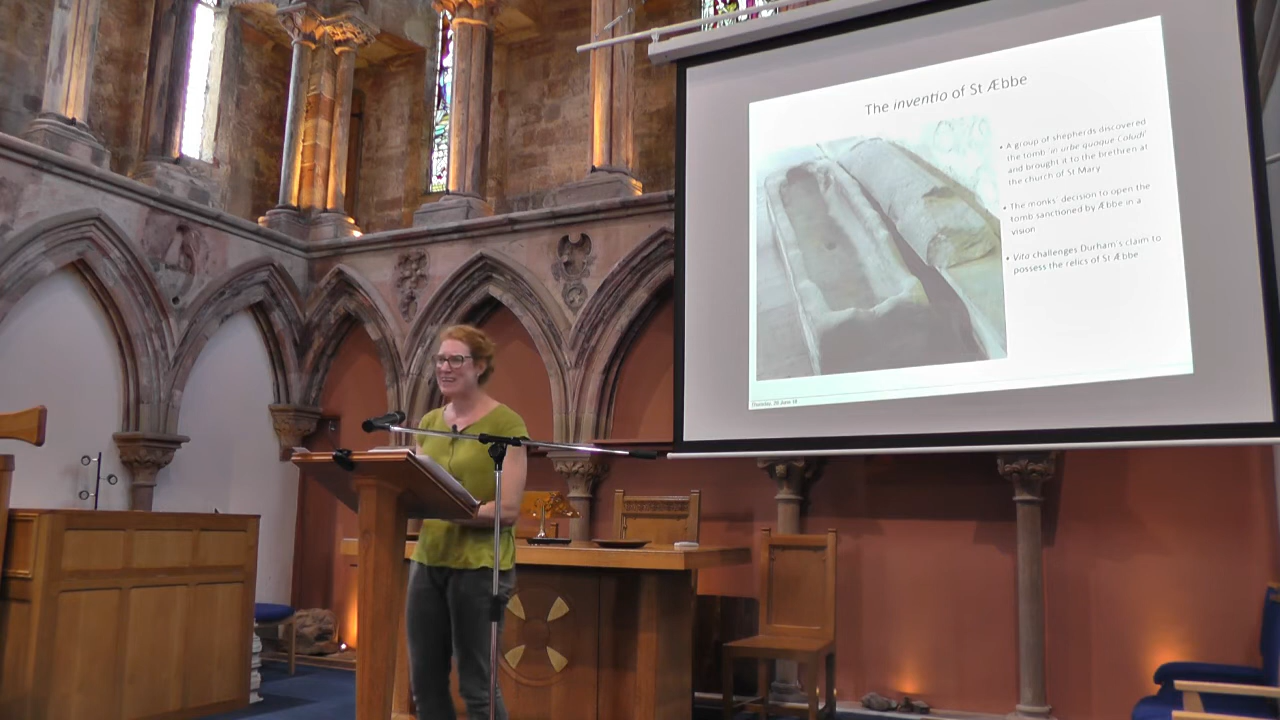 The inventio of St Æbbe
• A group of shepherds discovered
the tomb 'in urbe quoque Coludi'
and brought it to the brethren at
the church of St Mary
• The monks' decision to open the
tomb sanctioned by Æbbe in a
vision
• Vita challenges Durham's claim to
possess the relics of St Æbbe